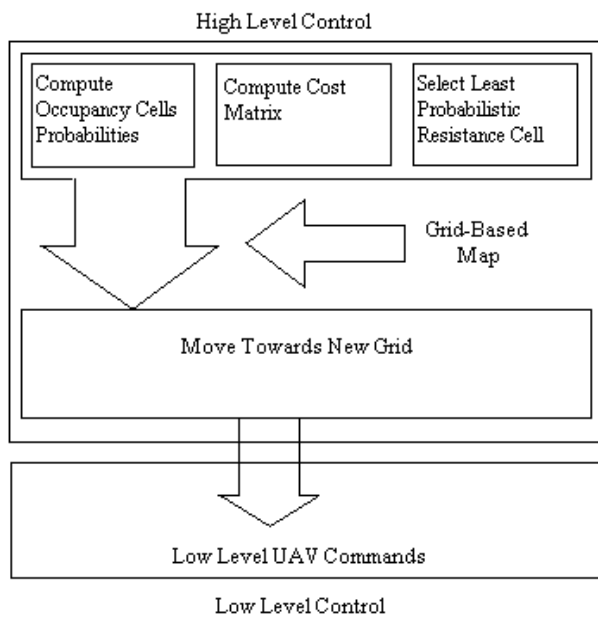 High Level Control
Compute
Occupancy Cells
Probabilities
Compute Cost
Matrix
Select Least
Probabilistic
Resistance Cell
Grid-Based
Map
Move Towards New Grid
Low Level UAV Commands
Low Level Control